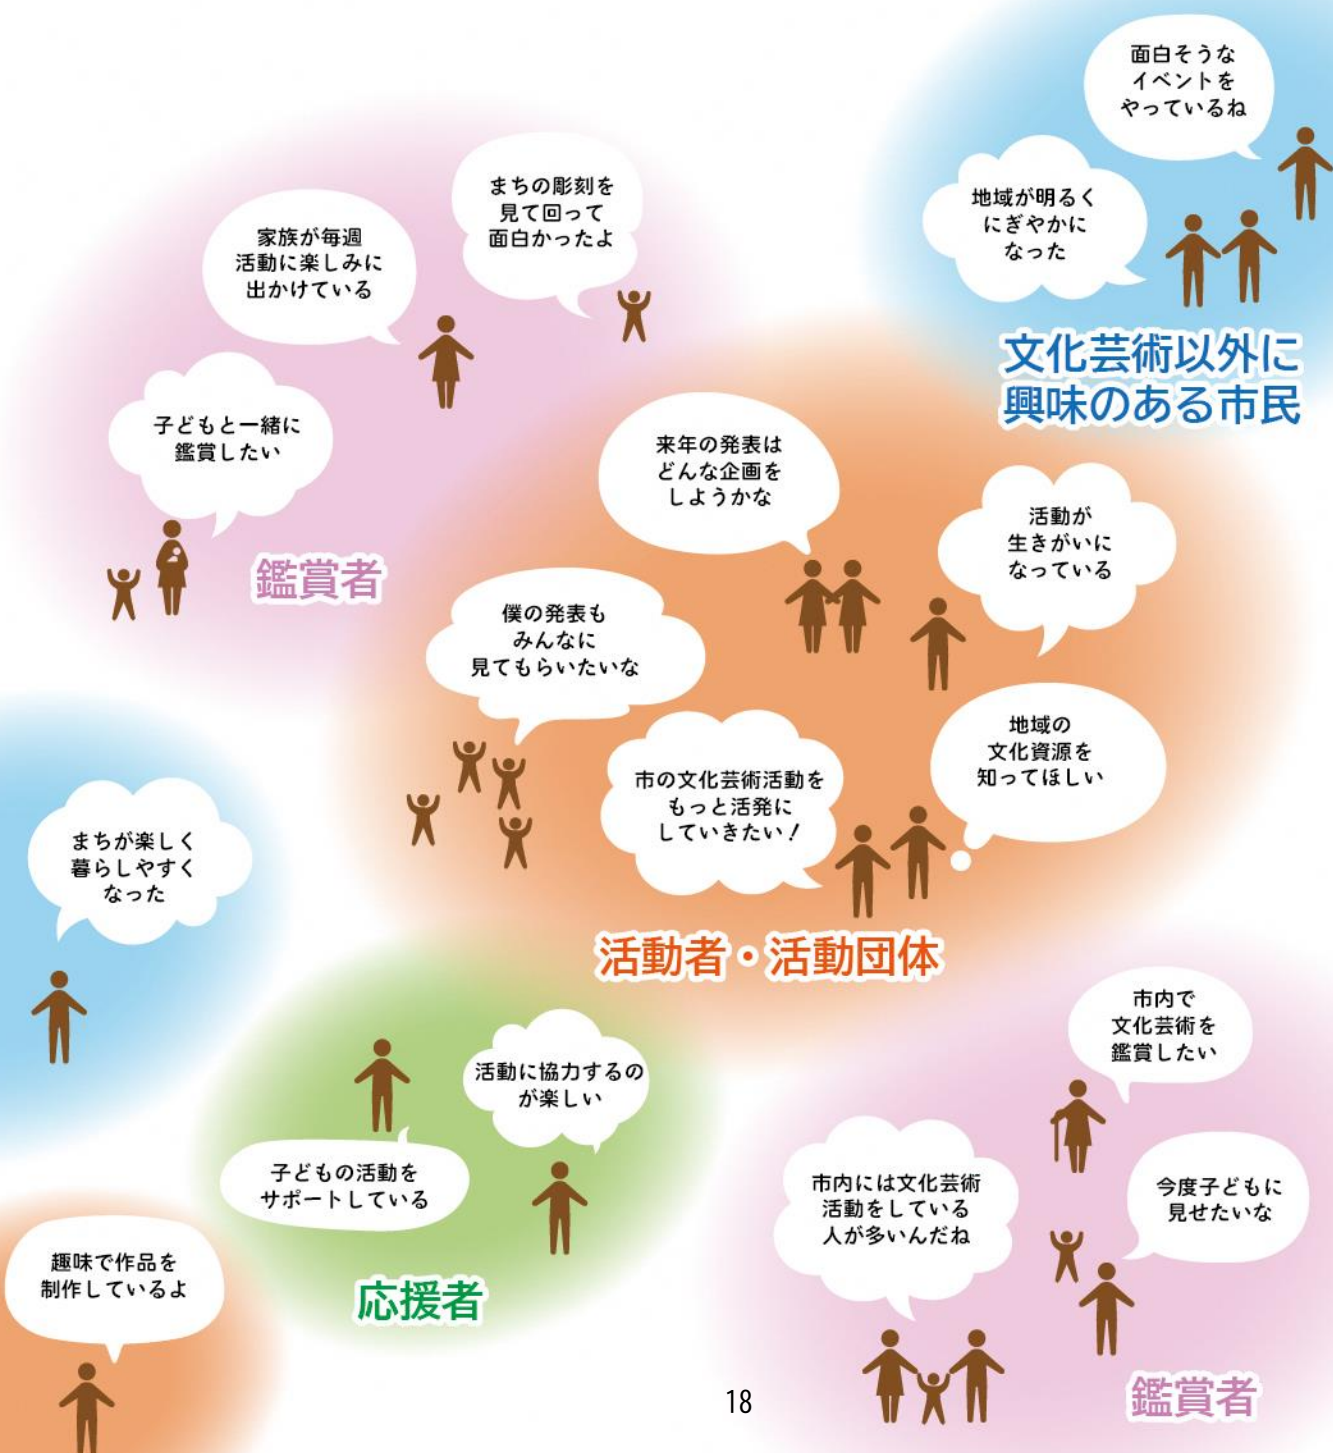 面白そうな
イベントを
やっているね
地域が明るく
にぎやかに
なった
文化芸術以外に
興味のある市民
まちの彫刻を
見て回って
面白かったよ
家族が毎週
活動に楽しみに
出かけている
子どもと一緒に
鑑賞したい
鑑賞者
来年の発表は
どんな企画を
しようかな
活動が
生きがいに
なっている
僕の発表も
みんなに
見てもらいたいな
地域の
文化資源を
知ってほしい
市の文化芸術活動を
もっと活発に
していきたい!
活動者・活動団体
まちが楽しく
暮らしやすく
なった
活動に協力するの
が楽しい
子どもの活動を
サポートしている
応援者
趣味で作品を
制作しているよ
市内で
文化芸術を
鑑賞したい
市内には文化芸術
活動をしている
人が多いんだね
今度子どもに
見せたいな
鑑賞者
18